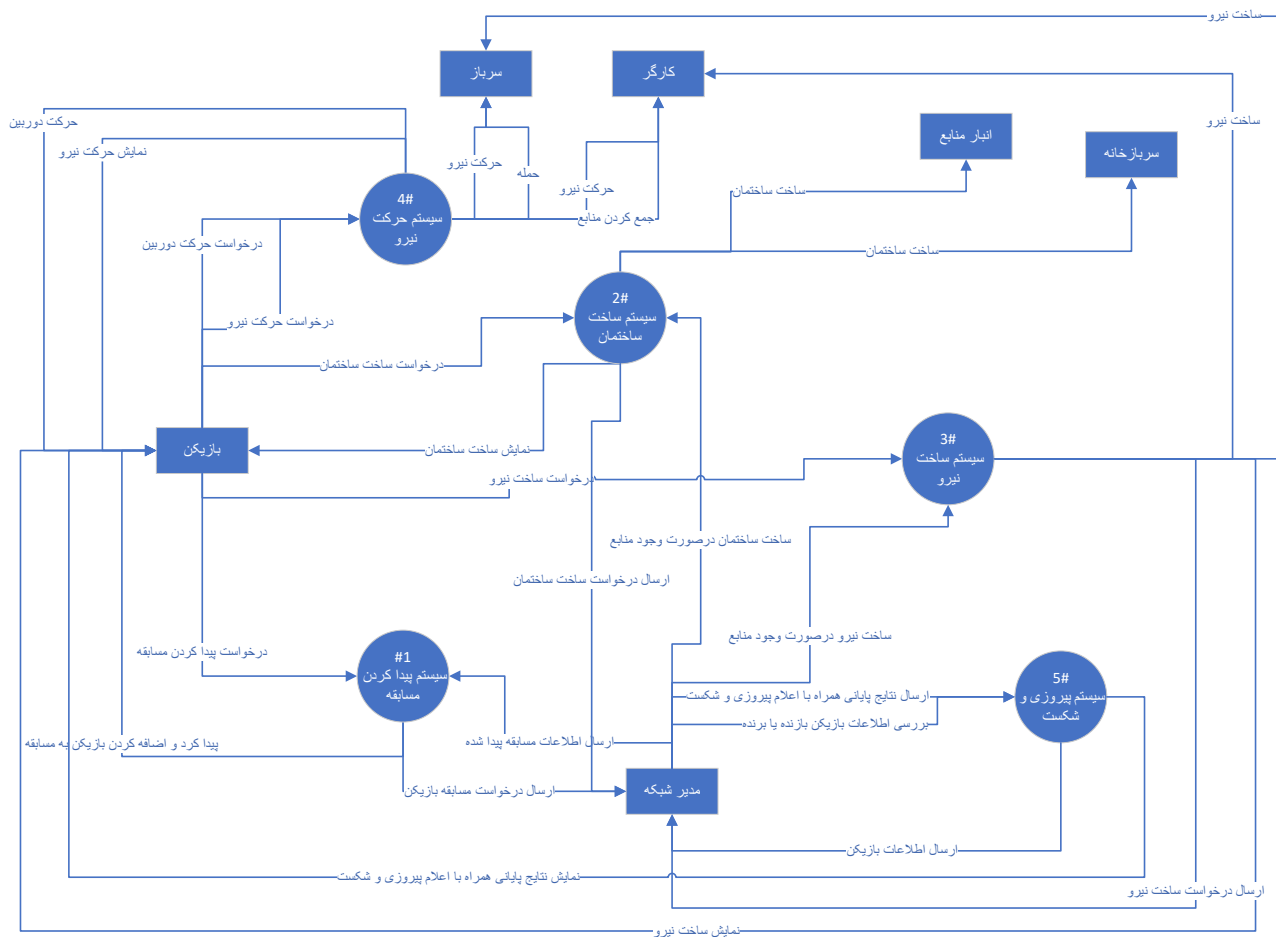 ساخت نیرو
سرباز
کارگر
حرکت دوربین
ساخت نیرو
انبار منابع
نمایش حرکت نیرو
سربازخانه
حرکت نیرو
حمله
حرکت نیرو
ساخت ساختمان
4#
سیستم حرکت
نیرو
جمع کردن منابع
درخواست حرکت دوربین
ساخت ساختمان
2#
سیستم ساخت
ساختمان
درخواست حرکت نیرو
درخواست ساخت ساختمان
بازیکن
نمایش ساخت ساختمان
3#
سیستم ساخت
نیرو
درخواست ساخت نیرو
ساخت ساختمان درصورت وجود منابع
ارسال درخواست ساخت ساختمان
ساخت نیرو درصورت وجود منابع
درخواست پیدا کردن مسابقه
#1
سیستم پیدا کردن
مسابقه
5#
سیستم پیروزی و
شکست
ارسال نتایج پایانی همراه با اعلام پیروزی و شکست
بررسی اطلاعات بازیکن بازنده یا برنده
پیدا کرد و اضافه کردن بازیکن به مسابقه
ارسال اطلاعات مسابقه پیدا شده
ارسال درخواست مسابقه بازیکن
مدیر شبکه
ارسال اطلاعات بازیکن
نمایش نتایج پایانی همراه با اعلام پیروزی و شکست
ارسال درخواست ساخت نیرو
نمایش ساخت نیرو